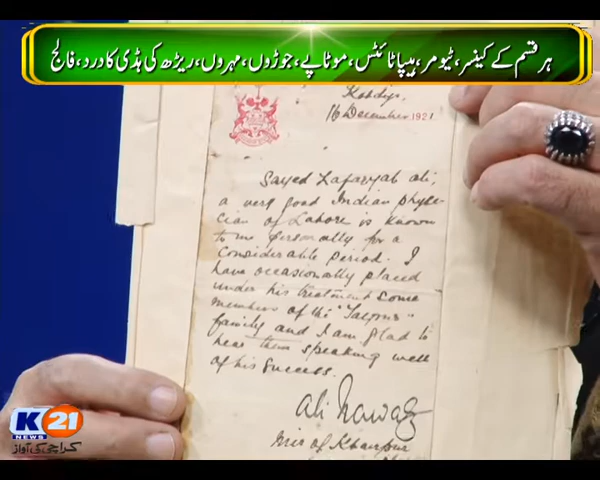 ہر قسم کے کینسر، ٹیومر، ہیپاٹائٹس، موٹاپے، جوڑوں، مہروں، ریڑھ کی ہڈی کا درد، فالج
16 December 1921
Sayed Zafaryab Ali,
a very good Indian physi-
cian of Lahore is known
to me personally for a
considerable period. I
have occasionally placed
under his treatment some
members of the "Talpur"
family and I am glad to
hear them speaking well
of his success.
Ali Nawaz
Mir of Khairpur
K21
NEWS
کراچی کی آواز